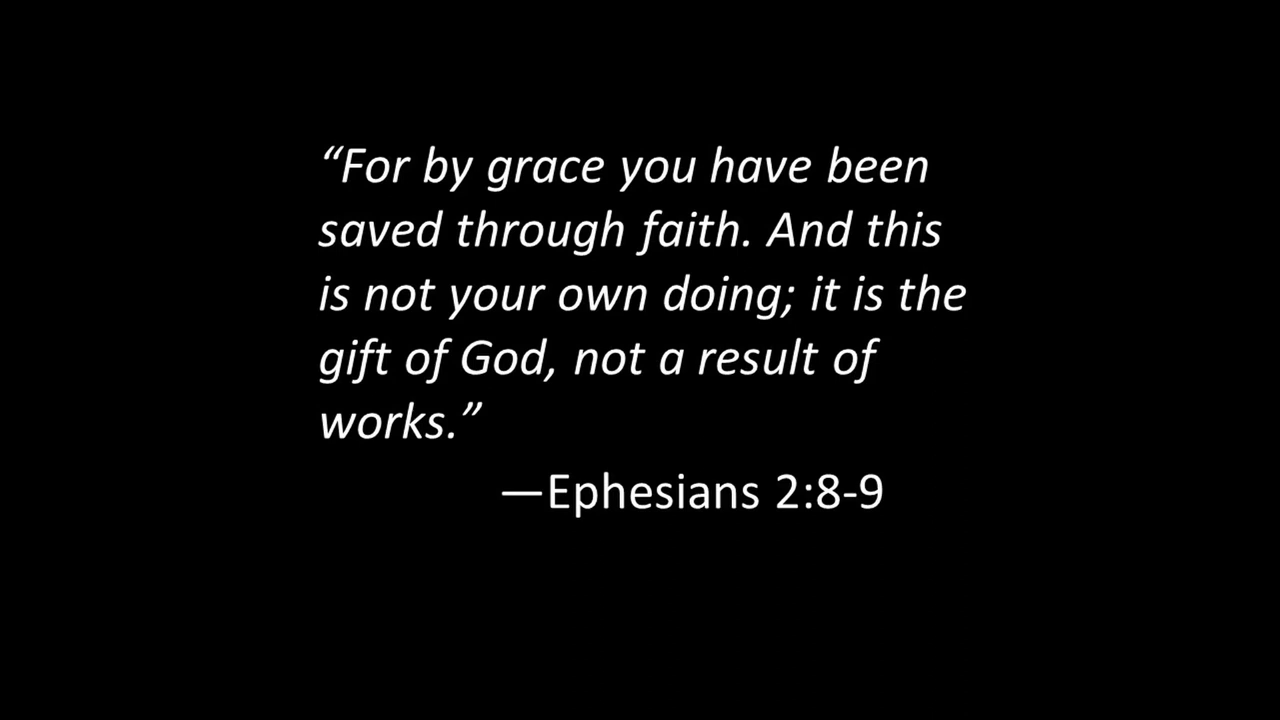 “For by grace you have been
saved through faith. And this
is not your own doing; it is the
gift of God, not a result of
works.”
—Ephesians 2:8-9